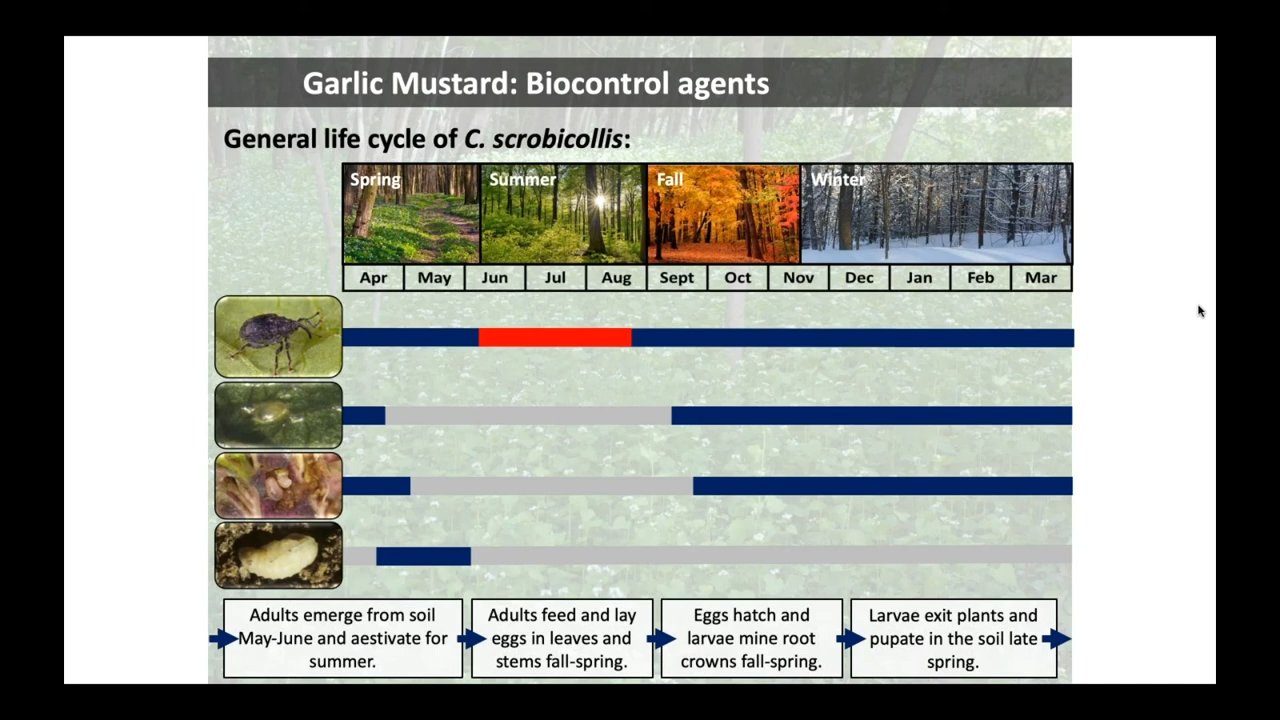 Garlic Mustard: Biocontrol agents
General life cycle of C. scrobicollis:
Spring
Summer
Fall
Winter
Apr
May
Jun
Jul
Aug
Sept
Oct
Nov
Dec
Jan
Feb
Mar
Adults emerge from soil
May-June and aestivate for
summer.
Adults feed and lay
eggs in leaves and
stems fall-spring.
Eggs hatch and
larvae mine root
crowns fall-spring.
Larvae exit plants and
pupate in the soil late
spring.